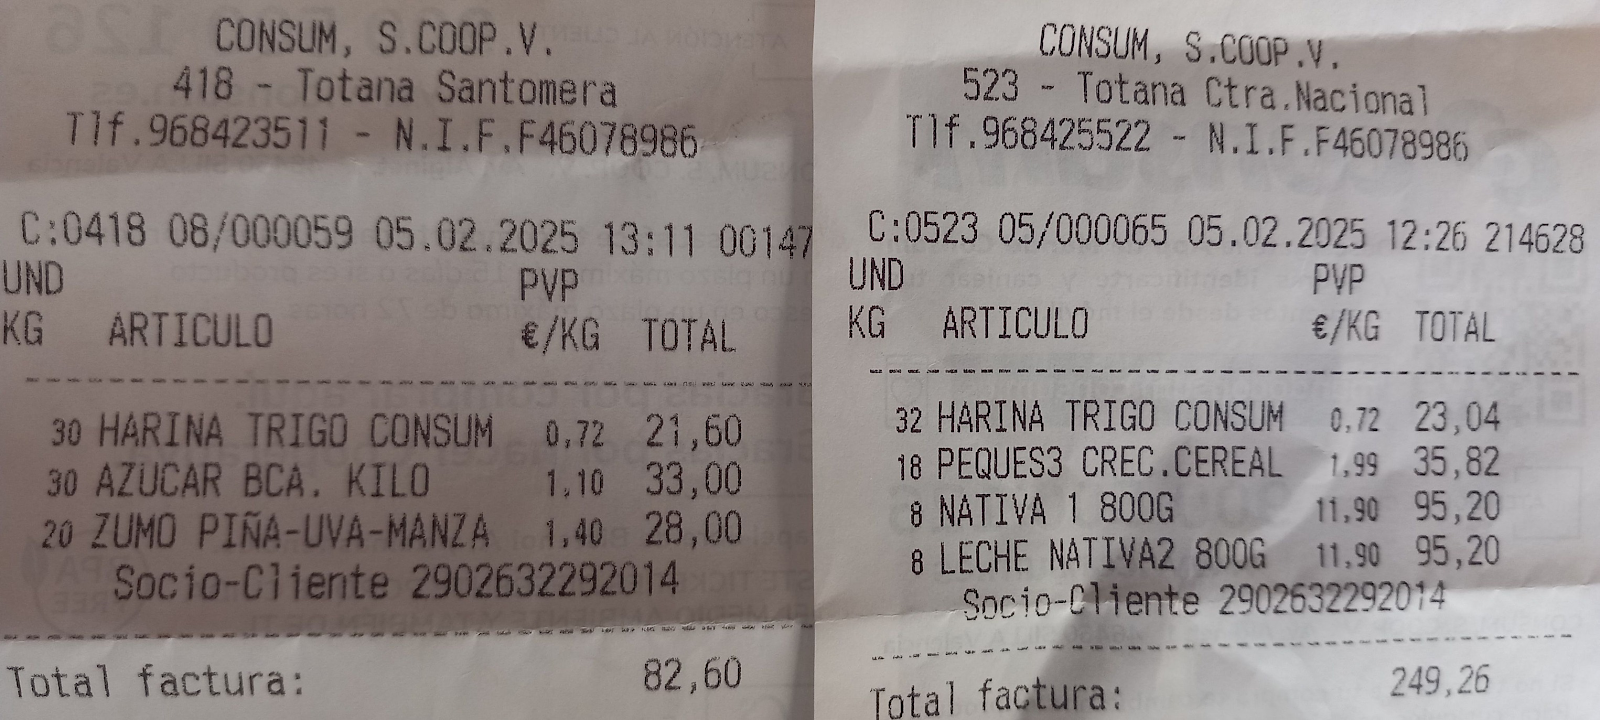 CONSUM, S.COOP.V.
418 - Totana Santomera
Tlf.968423511 - N.I.F.F46078986
C:0418 08/000059 05.02.2025 13:11 00147
UND PVP
KG ARTICULO €/KG TOTAL
30 HARINA TRIGO CONSUM 0,72 21,60
30 AZUCAR BCA. KILO 1,10 33,00
20 ZUMO PIÑA-UVA-MANZA 1,40 28,00
Socio-Cliente 2902632292014
Total factura: 82,60
CONSUM, S.COOP.V.
523 - Totana Ctra.Nacional
Tlf.968425522 - N.I.F.F46078986
C:0523 05/000065 05.02.2025 12:26 214628
UND PVP
KG ARTICULO €/KG TOTAL
32 HARINA TRIGO CONSUM 0,72 23,04
18 PEQUES3 CREC.CEREAL 1,99 35,82
8 NATIVA 1 800G 11,90 95,20
8 LECHE NATIVA2 800G 11,90 95,20
Socio-Cliente 2902632292014
Total factura: 249,26